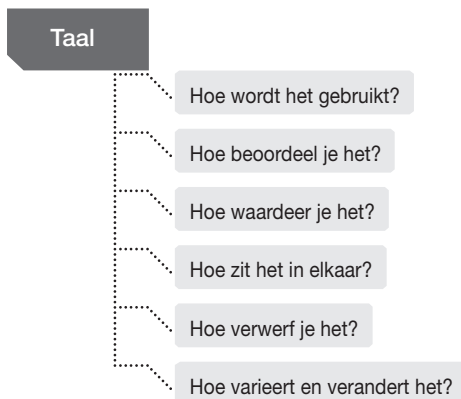 Taal
Hoe wordt het gebruikt?
Hoe beoordeel je het?
Hoe waardeer je het?
Hoe zit het in elkaar?
Hoe verwerf je het?
Hoe varieert en verandert het?